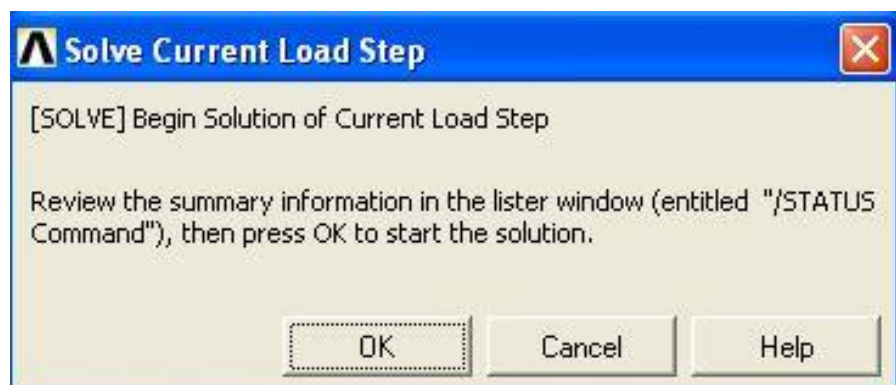 Solve Current Load Step
[SOLVE] Begin Solution of Current Load Step
Review the summary information in the lister window (entitled "/STATUS
Command"), then press OK to start the solution.
OK Cancel Help